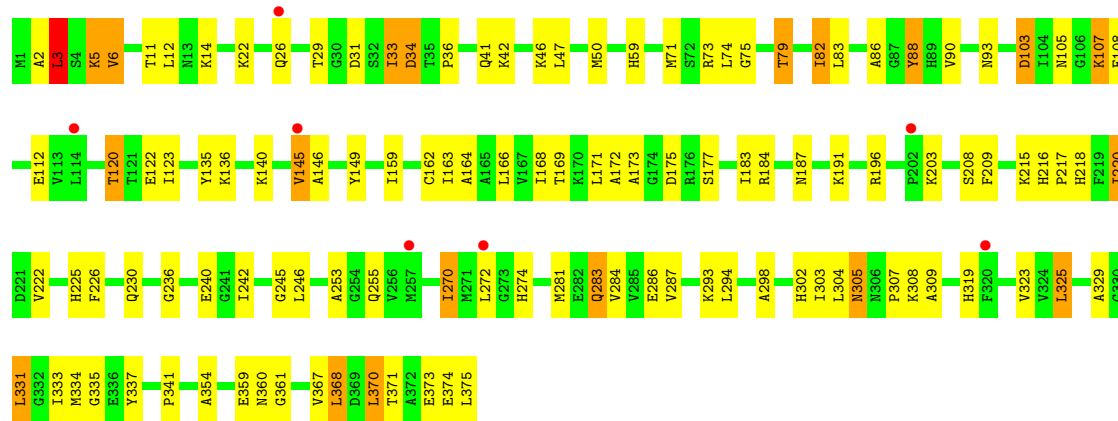 M1 A2 L3 S4 K5 V6 T11 L12 N13 K14 K22 Q26 T29 G30 D31 S32 I33 D34 T35 P36 Q41 K42 K46 L47 M50 H59 M71 S72 R73 L74 G75 T79 I82 L83 A86 G87 Y88 H89 V90 N93 D103 I104 N105 G106 K107
E112 V113 L114 T120 T121 E122 I123 Y135 K136 K140 V145 A146 Y149 I159 C162 I163 A164 A165 L166 V167 I168 T169 K170 L171 A172 A173 G174 D175 R176 S177 I183 R184 N187 K191 R196 P202 K203 S208 F209 K215 H216 P217 H218 F219
D221 V222 H225 F226 Q230 G236 E240 G241 I242 G245 L246 A253 G254 Q255 V256 M257 I270 M271 L272 G273 H274 M281 E282 Q283 V284 V285 E286 V287 K293 L294 A298 H302 I303 L304 N305 N306 P307 K308 A309 H319 F320 V323 V324 L325 A329
L331 G332 I333 M334 G335 E336 Y337 P341 A354 E359 N360 G361 V367 L368 D369 L370 T371 A372 E373 E374 L375